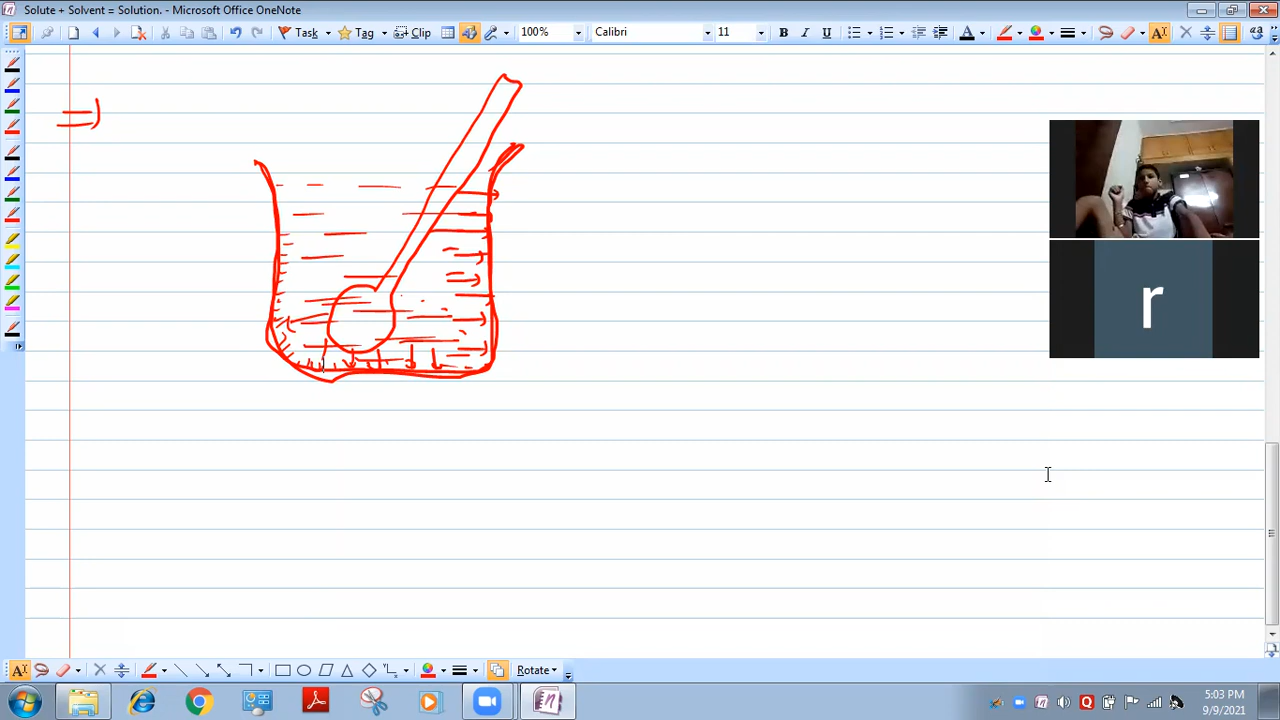 Solute + Solvent = Solution. - Microsoft Office OneNote
Task Tag Clip 100% Calibri 11 B I U
r
Rotate
5:03 PM
9/9/2021